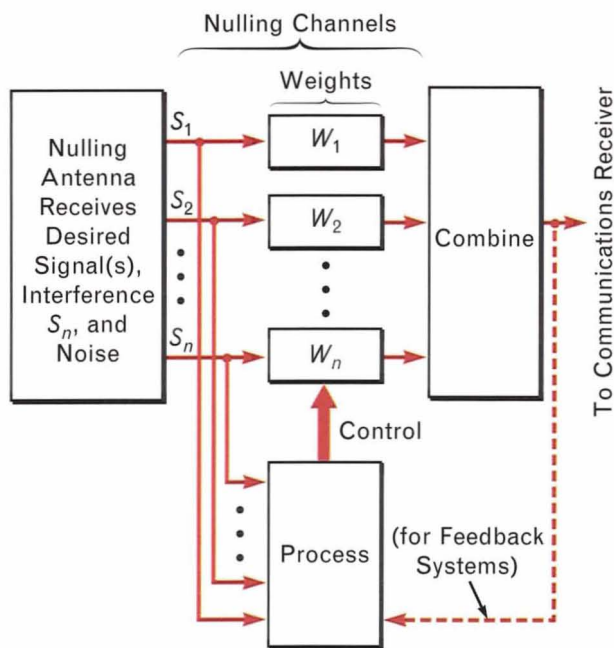 Nulling Channels
Weights
Nulling
Antenna
Receives
Desired
Signal(s),
Interference
Sn, and
Noise
S1
S2
Sn
W1
W2
Wn
Combine
To Communications Receiver
Control
Process
(for Feedback
Systems)